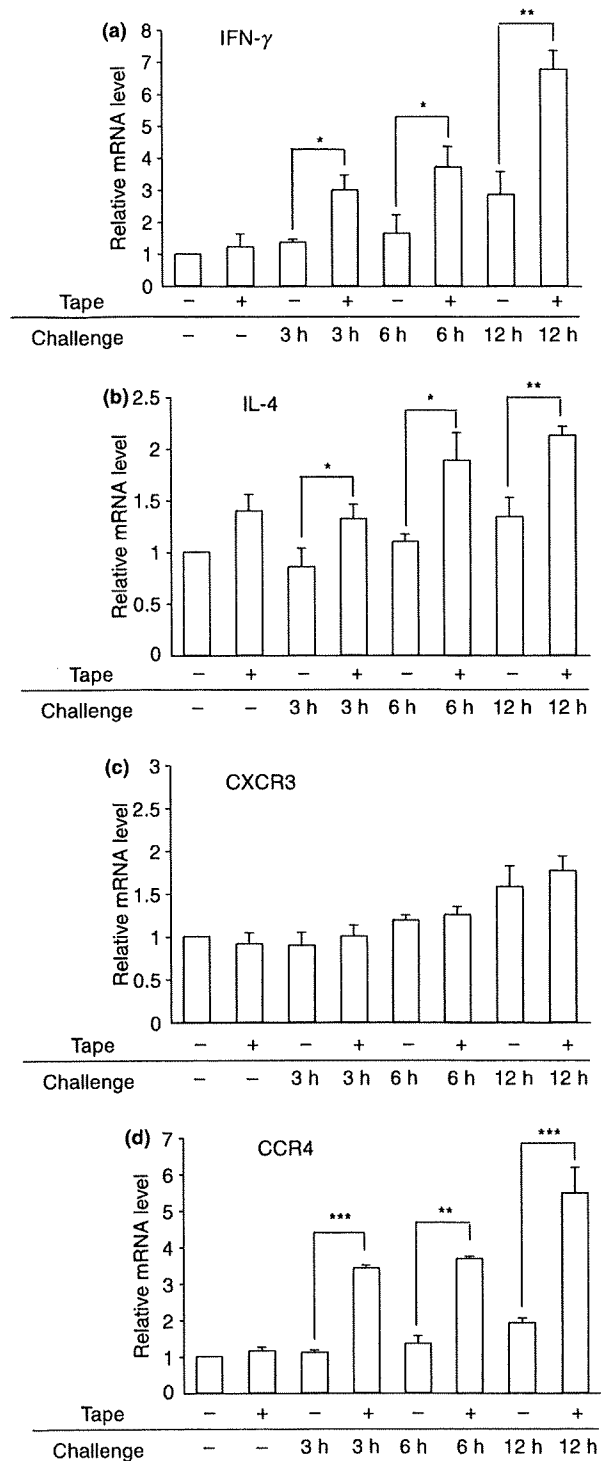 (a) IFN-γ
**
*
*
8
7
6
5
4
3
2
1
0
Relative mRNA level
Tape – + – + – + – +
Challenge – – 3 h 3 h 6 h 6 h 12 h 12 h
(b) IL-4
*
*
**
2.5
2
1.5
1
0.5
0
Relative mRNA level
Tape – + – + – + – +
Challenge – – 3 h 3 h 6 h 6 h 12 h 12 h
(c) CXCR3
3
2.5
2
1.5
1
0.5
0
Relative mRNA level
Tape – + – + – + – +
Challenge – – 3 h 3 h 6 h 6 h 12 h 12 h
(d) CCR4
***
**
***
7
6
5
4
3
2
1
0
Relative mRNA level
Tape – + – + – + – +
Challenge – – 3 h 3 h 6 h 6 h 12 h 12 h